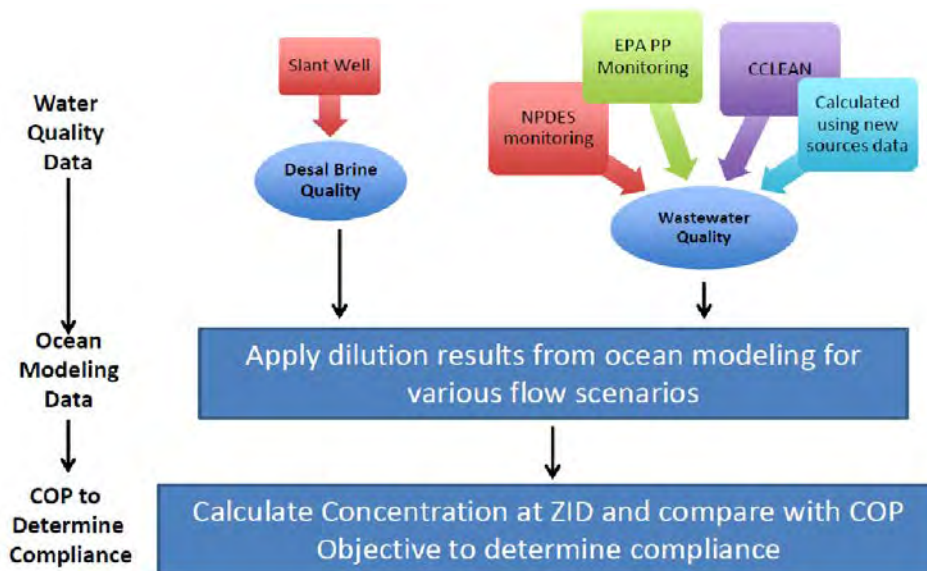 Slant Well
EPA PP
Monitoring
CCLEAN
NPDES
monitoring
Calculated
using new
sources data
Water
Quality
Data
Desal Brine
Quality
Wastewater
Quality
Ocean
Modeling
Data
Apply dilution results from ocean modeling for
various flow scenarios
COP to
Determine
Compliance
Calculate Concentration at ZID and compare with COP
Objective to determine compliance